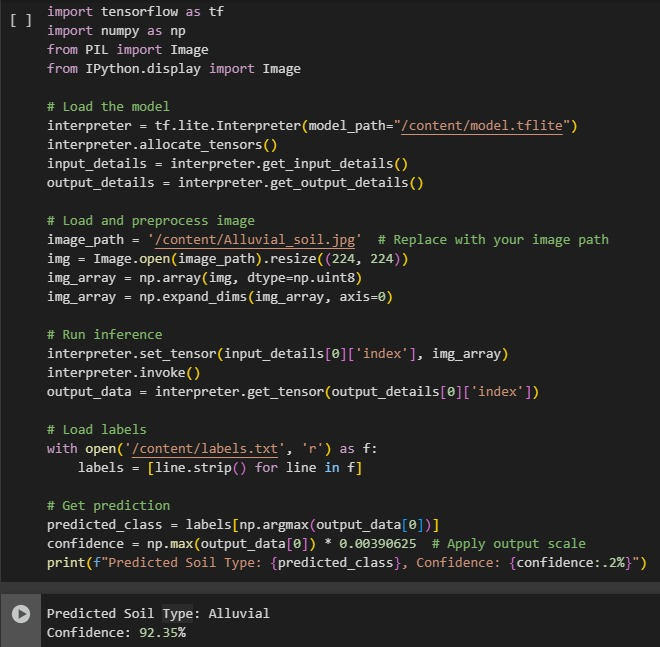 [ ]
import tensorflow as tf
import numpy as np
from PIL import Image
from IPython.display import Image
# Load the model
interpreter = tf.lite.Interpreter(model_path="/content/model.tflite")
interpreter.allocate_tensors()
input_details = interpreter.get_input_details()
output_details = interpreter.get_output_details()
# Load and preprocess image
image_path = '/content/Alluvial_soil.jpg'  # Replace with your image path
img = Image.open(image_path).resize((224, 224))
img_array = np.array(img, dtype=np.uint8)
img_array = np.expand_dims(img_array, axis=0)
# Run inference
interpreter.set_tensor(input_details[0]['index'], img_array)
interpreter.invoke()
output_data = interpreter.get_tensor(output_details[0]['index'])
# Load labels
with open('/content/labels.txt', 'r') as f:
    labels = [line.strip() for line in f]
# Get prediction
predicted_class = labels[np.argmax(output_data[0])]
confidence = np.max(output_data[0]) * 0.00390625  # Apply output scale
print(f"Predicted Soil Type: {predicted_class}, Confidence: {confidence:.2%}")
Predicted Soil Type: Alluvial
Confidence: 92.35%